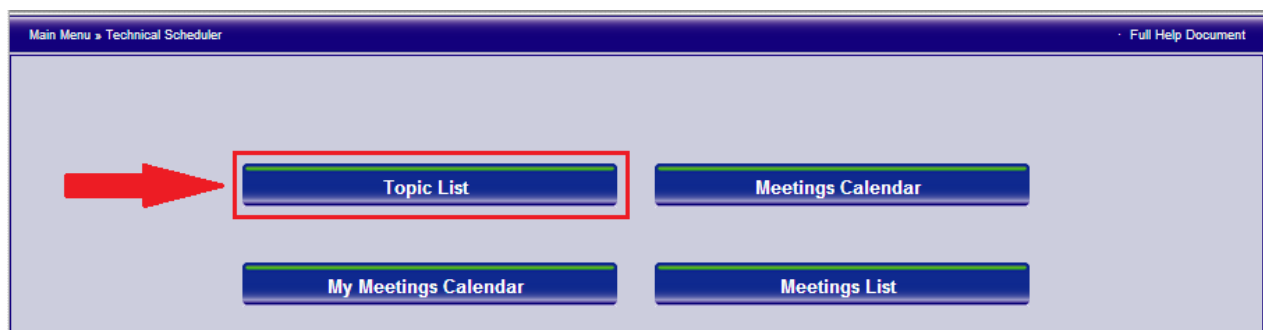 Main Menu » Technical Scheduler · Full Help Document
Topic List Meetings Calendar
My Meetings Calendar Meetings List